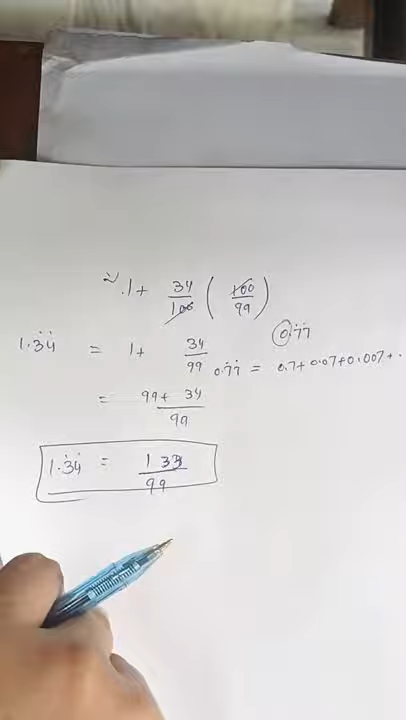 = 1 + 34/100 ( 100/99 )
1.3̇4̇ = 1 + 34/99
0.7̇7̇
0.7̇7̇ = 0.7 + 0.07 + 0.007 + .
= 99 + 34 / 99
1.3̇4̇ = 133/99